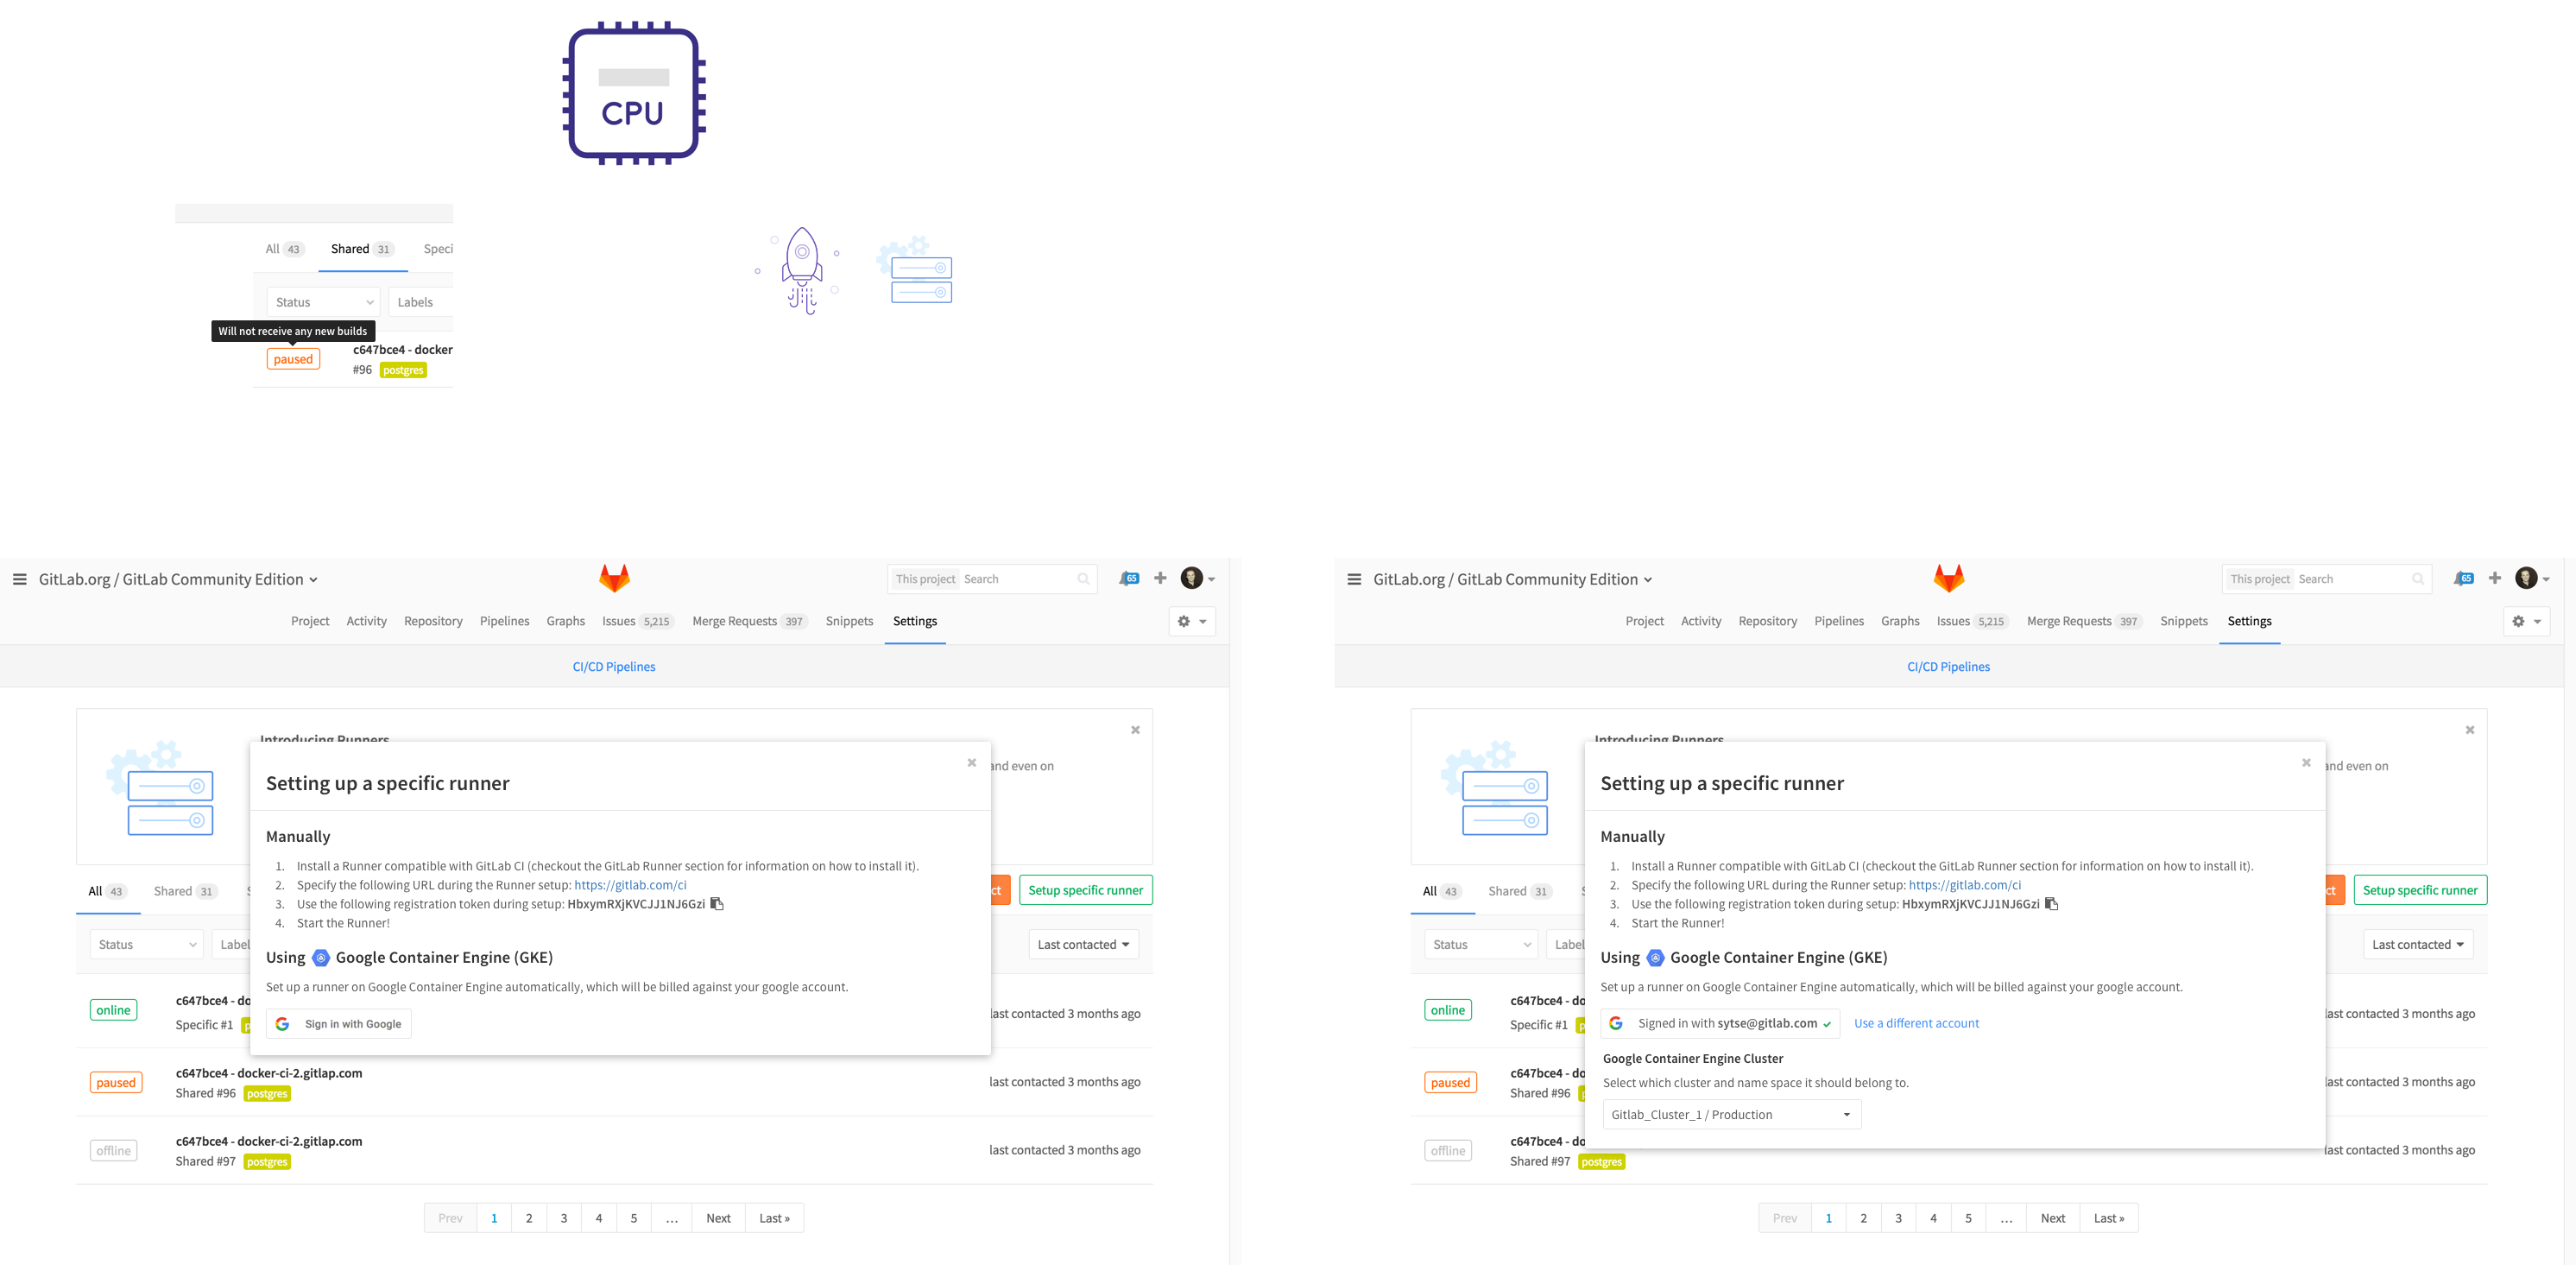 CPU
All 43 Shared 31 Speci
Status Labels
Will not receive any new builds
paused c647bce4 - docker
#96 postgres
GitLab.org / GitLab Community Edition This project Search 65
Project Activity Repository Pipelines Graphs Issues 5,215 Merge Requests 397 Snippets Settings
CI/CD Pipelines
Introducing Runners
and even on
Setting up a specific runner
Manually
1. Install a Runner compatible with GitLab CI (checkout the GitLab Runner section for information on how to install it).
2. Specify the following URL during the Runner setup: https://gitlab.com/ci
3. Use the following registration token during setup: HbxymRXjKVCJJ1NJ6Gzi
4. Start the Runner!
Using Google Container Engine (GKE)
Set up a runner on Google Container Engine automatically, which will be billed against your google account.
Sign in with Google
All 43 Shared 31 S ct Setup specific runner
Status Label Last contacted
online c647bce4 - do last contacted 3 months ago
Specific #1 p
paused c647bce4 - docker-ci-2.gitlap.com last contacted 3 months ago
Shared #96 postgres
offline c647bce4 - docker-ci-2.gitlap.com last contacted 3 months ago
Shared #97 postgres
Prev 1 2 3 4 5 ... Next Last »
GitLab.org / GitLab Community Edition This project Search 65
Project Activity Repository Pipelines Graphs Issues 5,215 Merge Requests 397 Snippets Settings
CI/CD Pipelines
Introducing Runners
and even on
Setting up a specific runner
Manually
1. Install a Runner compatible with GitLab CI (checkout the GitLab Runner section for information on how to install it).
2. Specify the following URL during the Runner setup: https://gitlab.com/ci
3. Use the following registration token during setup: HbxymRXjKVCJJ1NJ6Gzi
4. Start the Runner!
Using Google Container Engine (GKE)
Set up a runner on Google Container Engine automatically, which will be billed against your google account.
Signed in with sytse@gitlab.com Use a different account
Google Container Engine Cluster
Select which cluster and name space it should belong to.
Gitlab_Cluster_1 / Production
All 43 Shared 31 S ct Setup specific runner
Status Label Last contacted
online c647bce4 - do last contacted 3 months ago
Specific #1 p
paused c647bce4 - do last contacted 3 months ago
Shared #96 p
offline c647bce4 - do last contacted 3 months ago
Shared #97 postgres
Prev 1 2 3 4 5 ... Next Last »